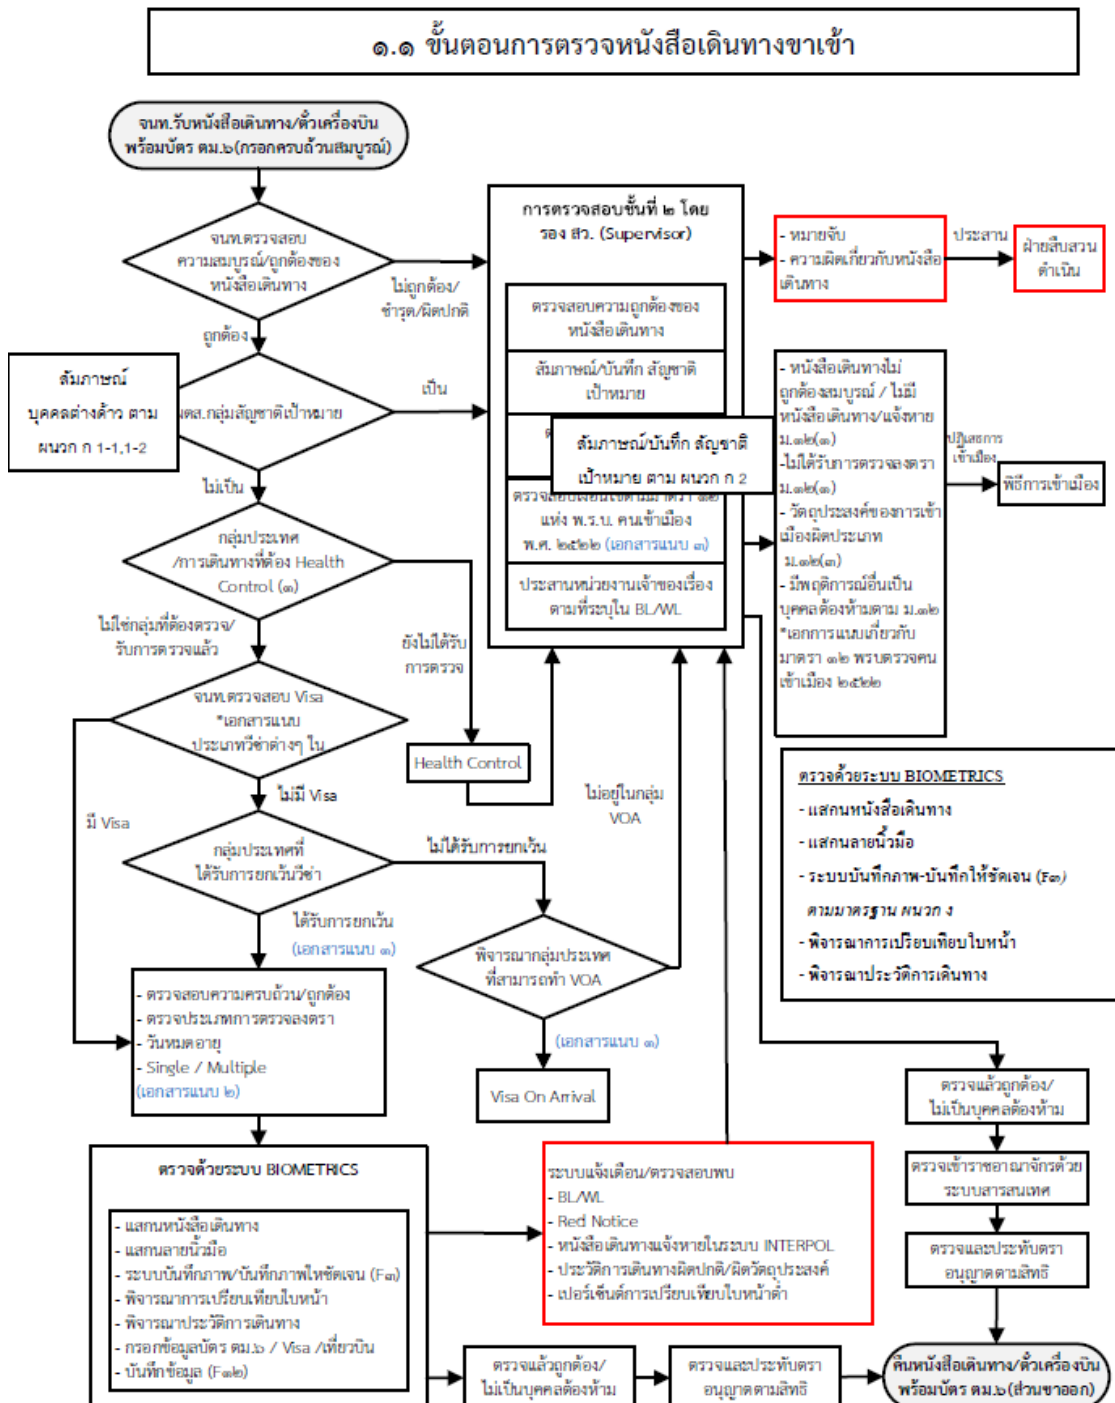 ๑.๑ ขั้นตอนการตรวจหนังสือเดินทางขาเข้า
จนท.รับหนังสือเดินทาง/ตั๋วเครื่องบิน
พร้อมบัตร ตม.๖(กรอกครบถ้วนสมบูรณ์)
จนท.ตรวจสอบ
ความสมบูรณ์/ถูกต้องของ
หนังสือเดินทาง
ไม่ถูกต้อง/
ชำรุด/ผิดปกติ
ถูกต้อง
สัมภาษณ์
บุคคลต่างด้าว ตาม
ผนวก ก 1-1,1-2
ผดส.กลุ่มสัญชาติเป้าหมาย
เป็น
ไม่เป็น
กลุ่มประเทศ
/การเดินทางที่ต้อง Health
Control (๑)
ไม่ใช่กลุ่มที่ต้องตรวจ/
รับการตรวจแล้ว
ยังไม่ได้รับ
การตรวจ
จนท.ตรวจสอบ Visa
*เอกสารแนบ
ประเภทวีซ่าต่างๆ ใน
Health Control
มี Visa
ไม่มี Visa
กลุ่มประเทศที่
ได้รับการยกเว้นวีซ่า
ไม่ได้รับการยกเว้น
ได้รับการยกเว้น
(เอกสารแนบ ๑)
พิจารณากลุ่มประเทศ
ที่สามารถทำ VOA
ไม่อยู่ในกลุ่ม
VOA
(เอกสารแนบ ๑)
Visa On Arrival
- ตรวจสอบความครบถ้วน/ถูกต้อง
- ตรวจประเภทการตรวจลงตรา
- วันหมดอายุ
- Single / Multiple
(เอกสารแนบ ๒)
การตรวจสอบชั้นที่ ๒ โดย
รอง สว. (Supervisor)
ตรวจสอบความถูกต้องของ
หนังสือเดินทาง
สัมภาษณ์/บันทึก สัญชาติ
เป้าหมาย
สัมภาษณ์/บันทึก สัญชาติ
เป้าหมาย ตาม ผนวก ก 2
ตรวจสอบเงื่อนไขตามมาตรา ๑๒
แห่ง พ.ร.บ. คนเข้าเมือง
พ.ศ. ๒๕๒๒ (เอกสารแนบ ๓)
ประสานหน่วยงานเจ้าของเรื่อง
ตามที่ระบุใน BL/WL
- หมายจับ
- ความผิดเกี่ยวกับหนังสือ
เดินทาง
ประสาน
ฝ่ายสืบสวน
ดำเนิน
- หนังสือเดินทางไม่
ถูกต้องสมบูรณ์ / ไม่มี
หนังสือเดินทาง/แจ้งหาย
ม.๑๒(๑)
-ไม่ได้รับการตรวจลงตรา
ม.๑๒(๑)
- วัตถุประสงค์ของการเข้า
เมืองผิดประเภท
ม.๑๒(๓)
- มีพฤติการณ์อื่นเป็น
บุคคลต้องห้ามตาม ม.๑๒
*เอกการแนบเกี่ยวกับ
มาตรา ๑๒ พรบตรวจคน
เข้าเมือง ๒๕๒๒
ปฏิเสธการ
เข้าเมือง
พิธีการเข้าเมือง
ตรวจด้วยระบบ BIOMETRICS
- แสกนหนังสือเดินทาง
- แสกนลายนิ้วมือ
- ระบบบันทึกภาพ-บันทึกให้ชัดเจน (F๓)
ตามมาตรฐาน ผนวก ง
- พิจารณาการเปรียบเทียบใบหน้า
- พิจารณาประวัติการเดินทาง
ตรวจแล้วถูกต้อง/
ไม่เป็นบุคคลต้องห้าม
ตรวจเข้าราชอาณาจักรด้วย
ระบบสารสนเทศ
ตรวจและประทับตรา
อนุญาตตามสิทธิ
ตรวจด้วยระบบ BIOMETRICS
- แสกนหนังสือเดินทาง
- แสกนลายนิ้วมือ
- ระบบบันทึกภาพ/บันทึกภาพให้ชัดเจน (F๓)
- พิจารณาการเปรียบเทียบใบหน้า
- พิจารณาประวัติการเดินทาง
- กรอกข้อมูลบัตร ตม.๖ / Visa /เที่ยวบิน
- บันทึกข้อมูล (F๑๒)
ระบบแจ้งเตือน/ตรวจสอบพบ
- BL/WL
- Red Notice
- หนังสือเดินทางแจ้งหายในระบบ INTERPOL
- ประวัติการเดินทางผิดปกติ/ผิดวัตถุประสงค์
- เปอร์เซ็นต์การเปรียบเทียบใบหน้าต่ำ
ตรวจแล้วถูกต้อง/
ไม่เป็นบุคคลต้องห้าม
ตรวจและประทับตรา
อนุญาตตามสิทธิ
คืนหนังสือเดินทาง/ตั๋วเครื่องบิน
พร้อมบัตร ตม.๖(ส่วนขาออก)